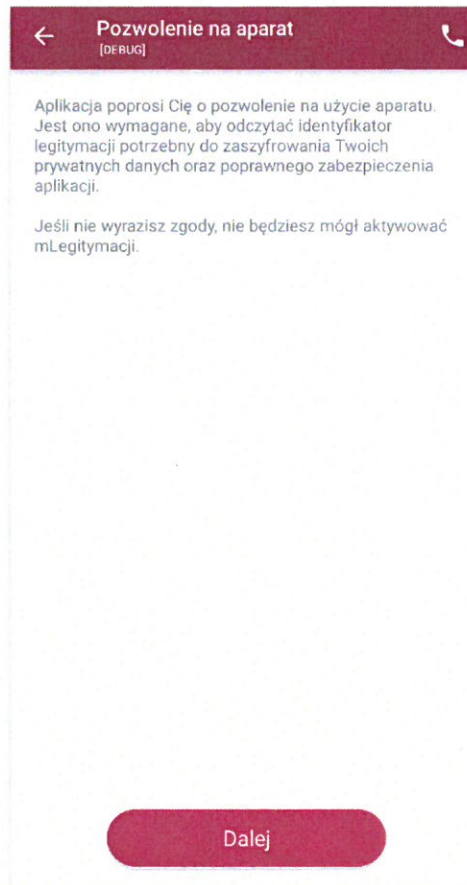 Pozwolenie na aparat
[DEBUG]
Aplikacja poprosi Cię o pozwolenie na użycie aparatu.
Jest ono wymagane, aby odczytać identyfikator
legitymacji potrzebny do zaszyfrowania Twoich
prywatnych danych oraz poprawnego zabezpieczenia
aplikacji.
Jeśli nie wyrazisz zgody, nie będziesz mógł aktywować
mLegitymacji.
Dalej